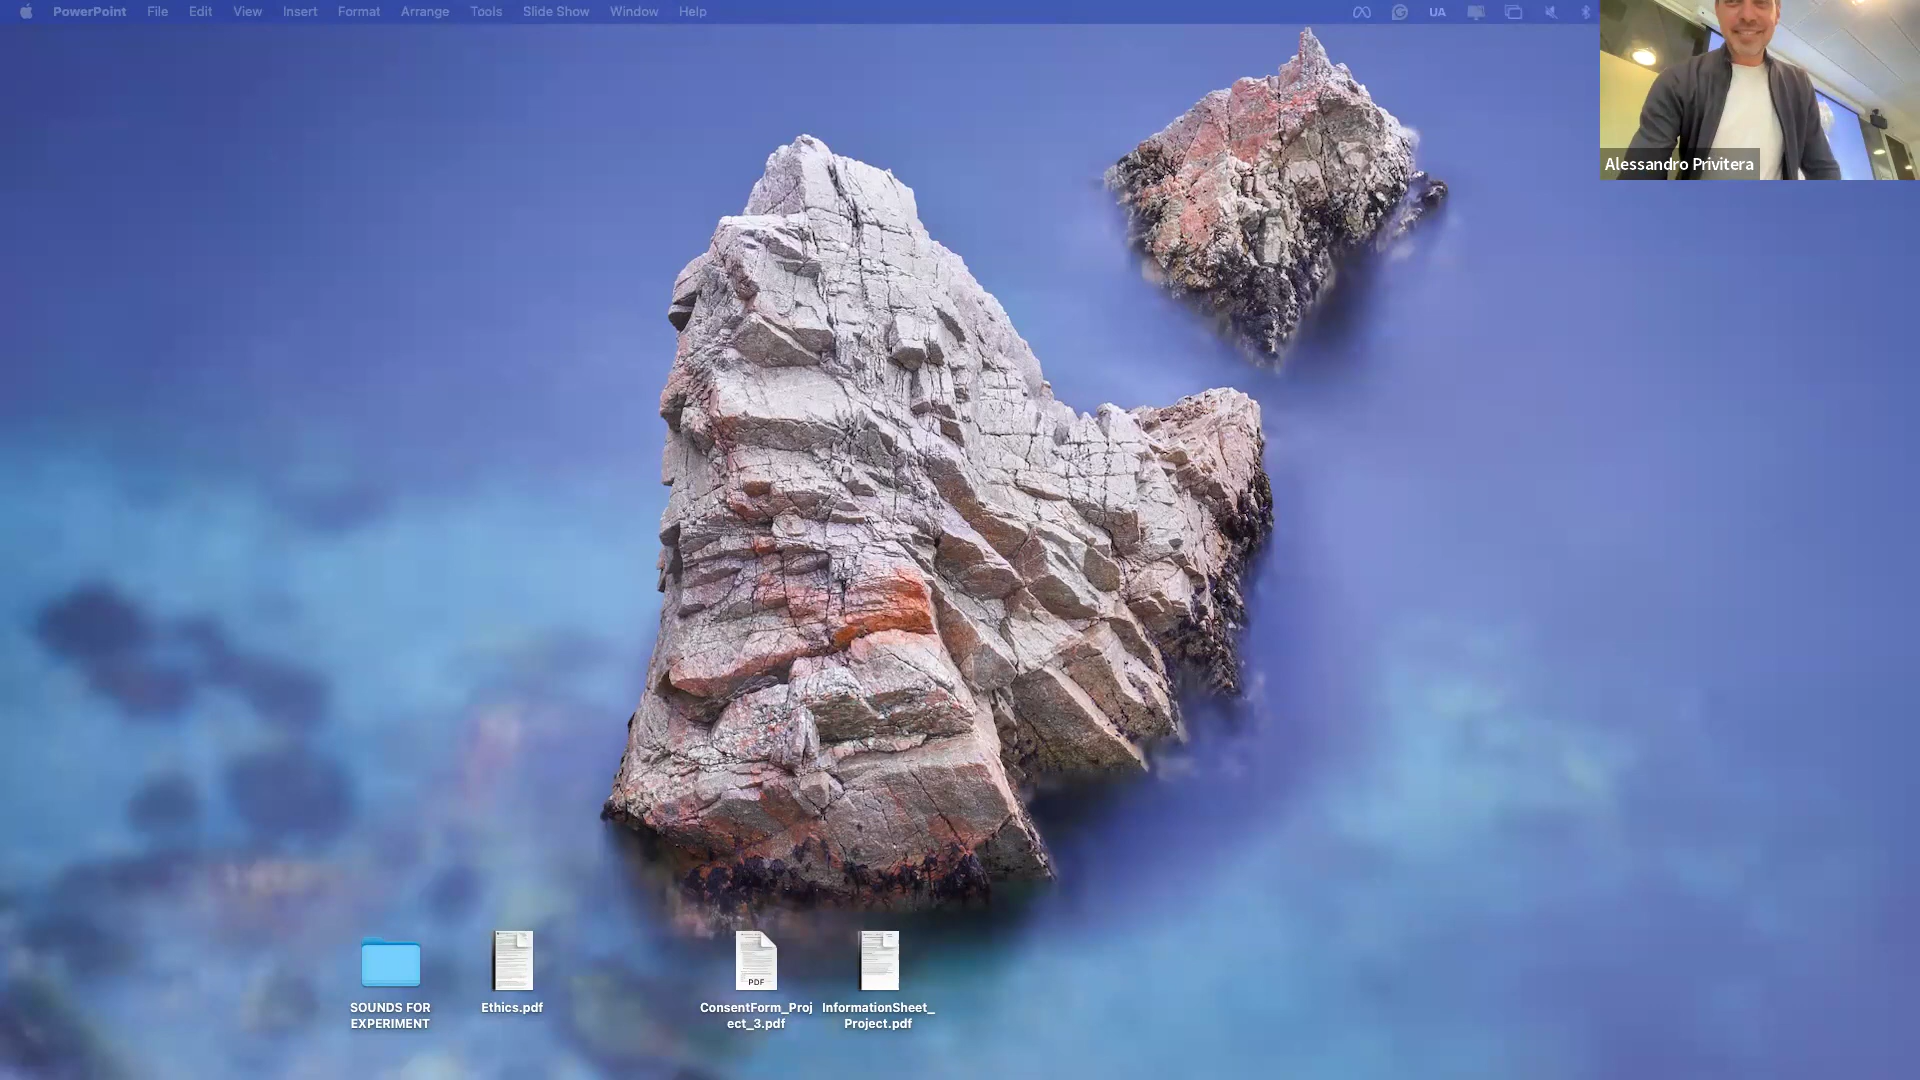 PowerPoint File Edit View Insert Format Arrange Tools Slide Show Window Help UA
Alessandro Privitera
SOUNDS FOR
EXPERIMENT
Ethics.pdf
PDF
ConsentForm_Proj
ect_3.pdf
InformationSheet_
Project.pdf